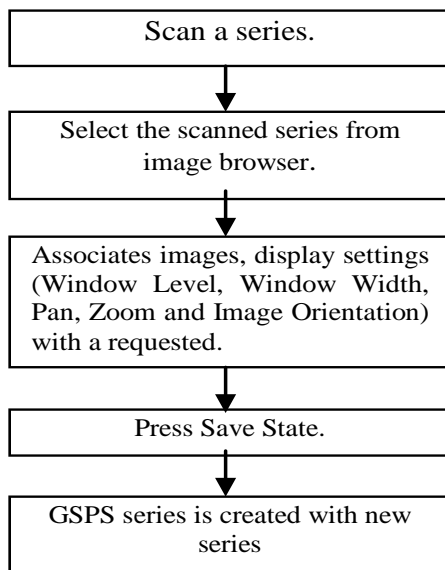 Scan a series.
Select the scanned series from
image browser.
Associates images, display settings
(Window Level, Window Width,
Pan, Zoom and Image Orientation)
with a requested.
Press Save State.
GSPS series is created with new
series